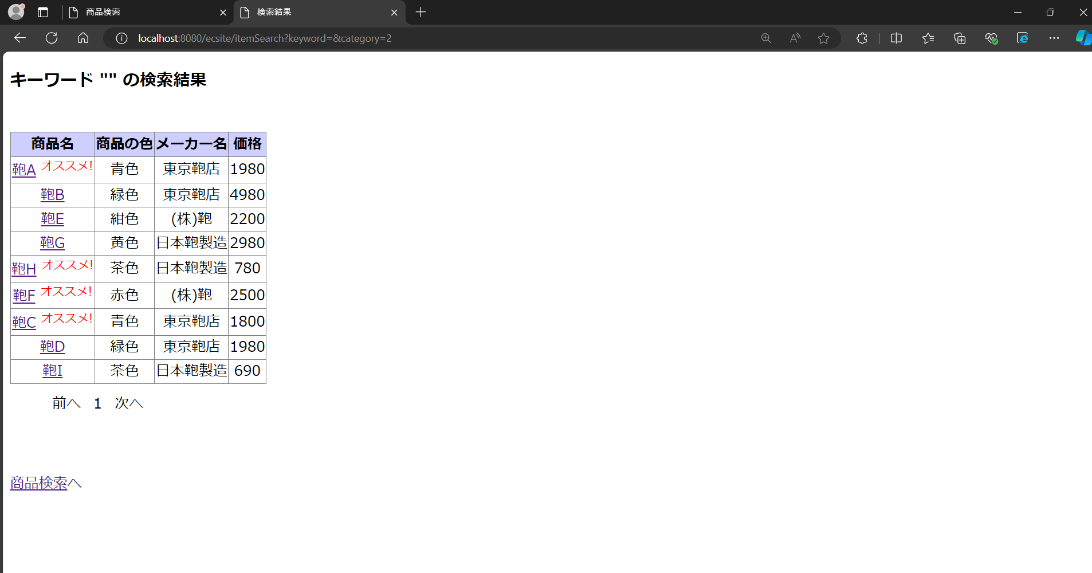 商品検索
検索結果
localhost:8080/ecsite/itemSearch?keyword=&category=2
キーワード "" の検索結果
商品名 商品の色 メーカー名 価格
鞄A オススメ! 青色 東京鞄店 1980
鞄B 緑色 東京鞄店 4980
鞄E 紺色 (株)鞄 2200
鞄G 黄色 日本鞄製造 2980
鞄H オススメ! 茶色 日本鞄製造 780
鞄F オススメ! 赤色 (株)鞄 2500
鞄C オススメ! 青色 東京鞄店 1800
鞄D 緑色 東京鞄店 1980
鞄I 茶色 日本鞄製造 690
前へ 1 次へ
商品検索へ